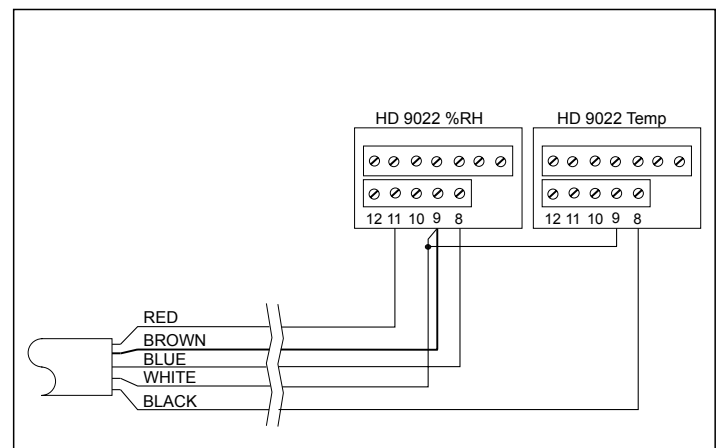 HD 9022 %RH
HD 9022 Temp
12 11 10 9 8
12 11 10 9 8
RED
BROWN
BLUE
WHITE
BLACK